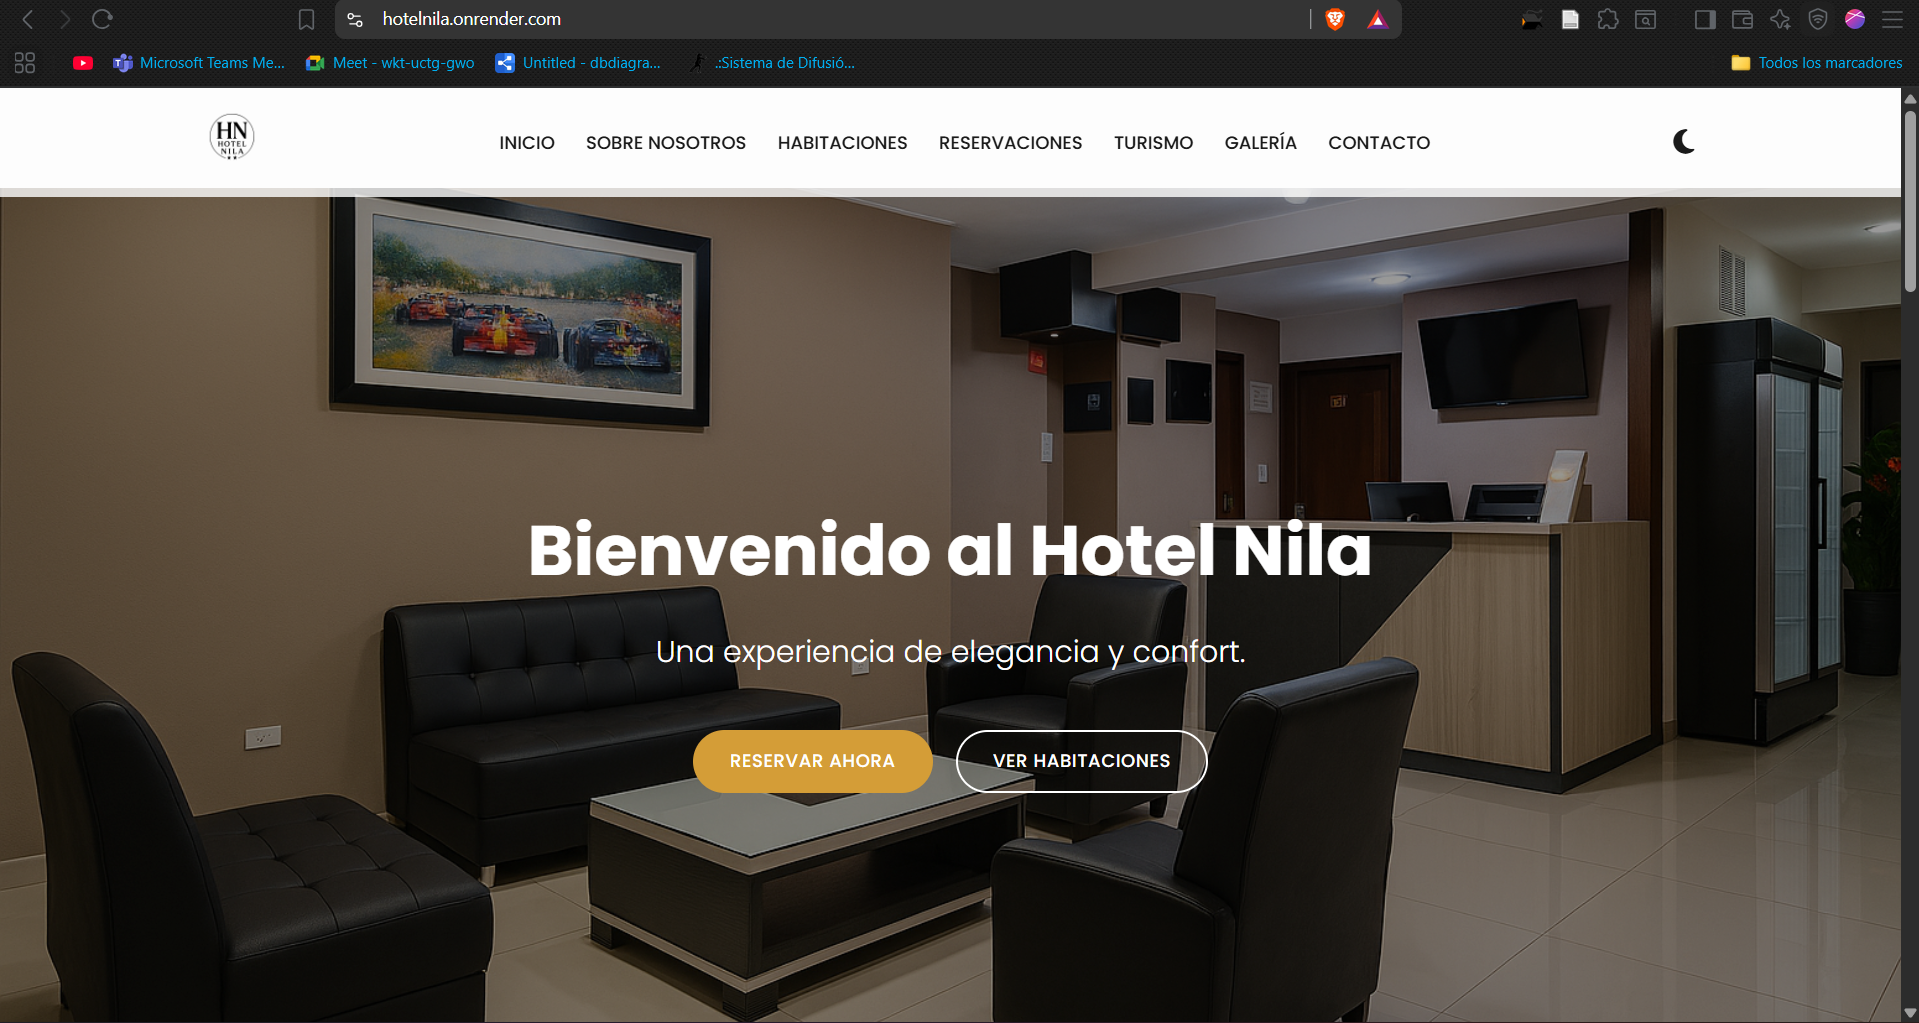 hotelnila.onrender.com
Microsoft Teams Me...
Meet - wkt-uctg-gwo
Untitled - dbdiagra...
.:Sistema de Difusió...
Todos los marcadores
HN
HOTEL
NILA
INICIO
SOBRE NOSOTROS
HABITACIONES
RESERVACIONES
TURISMO
GALERÍA
CONTACTO
Bienvenido al Hotel Nila
Una experiencia de elegancia y confort.
RESERVAR AHORA
VER HABITACIONES